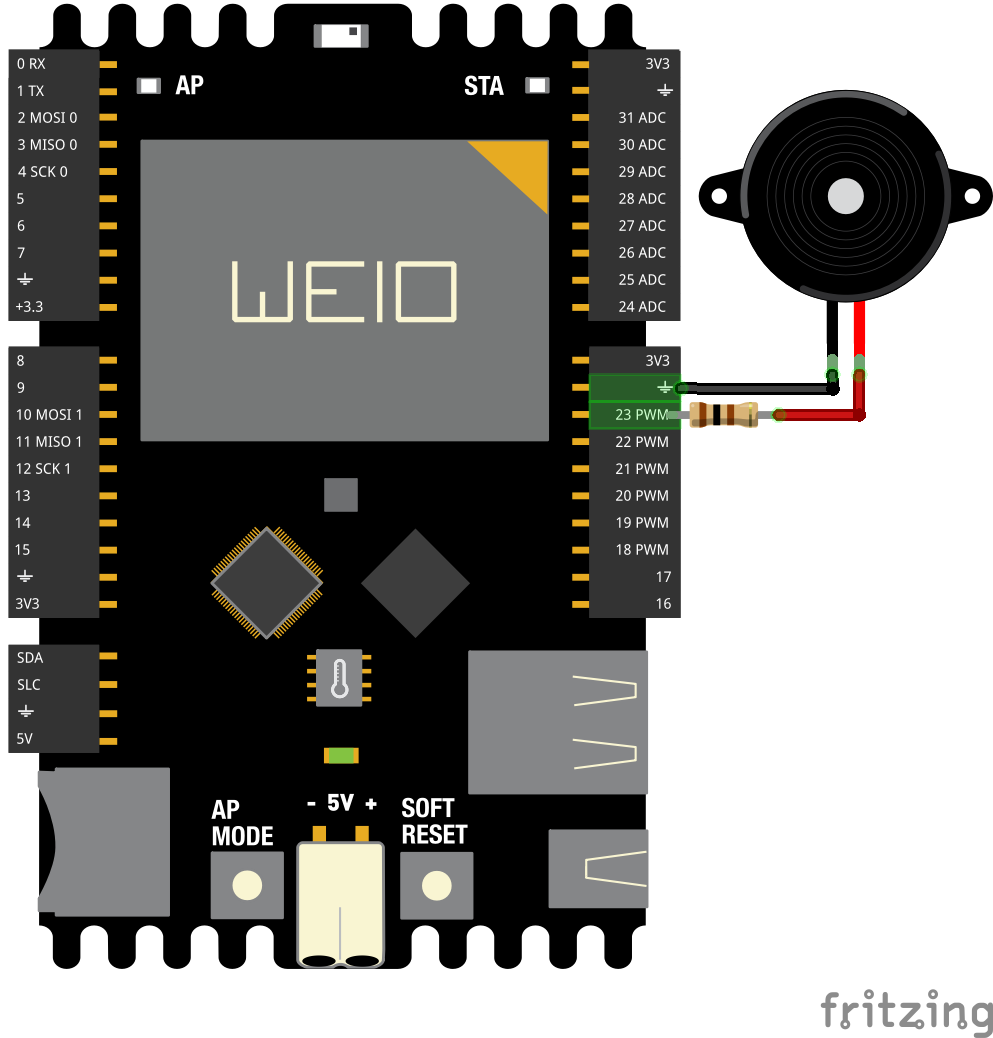 AP
STA
0 RX
1 TX
2 MOSI 0
3 MISO 0
4 SCK 0
5
6
7
+3.3
3V3
31 ADC
30 ADC
29 ADC
28 ADC
27 ADC
26 ADC
25 ADC
24 ADC
WEIO
8
9
10 MOSI 1
11 MISO 1
12 SCK 1
13
14
15
3V3
3V3
23 PWM
22 PWM
21 PWM
20 PWM
19 PWM
18 PWM
17
16
SDA
SLC
5V
AP
MODE
- 5V +
SOFT
RESET
fritzing